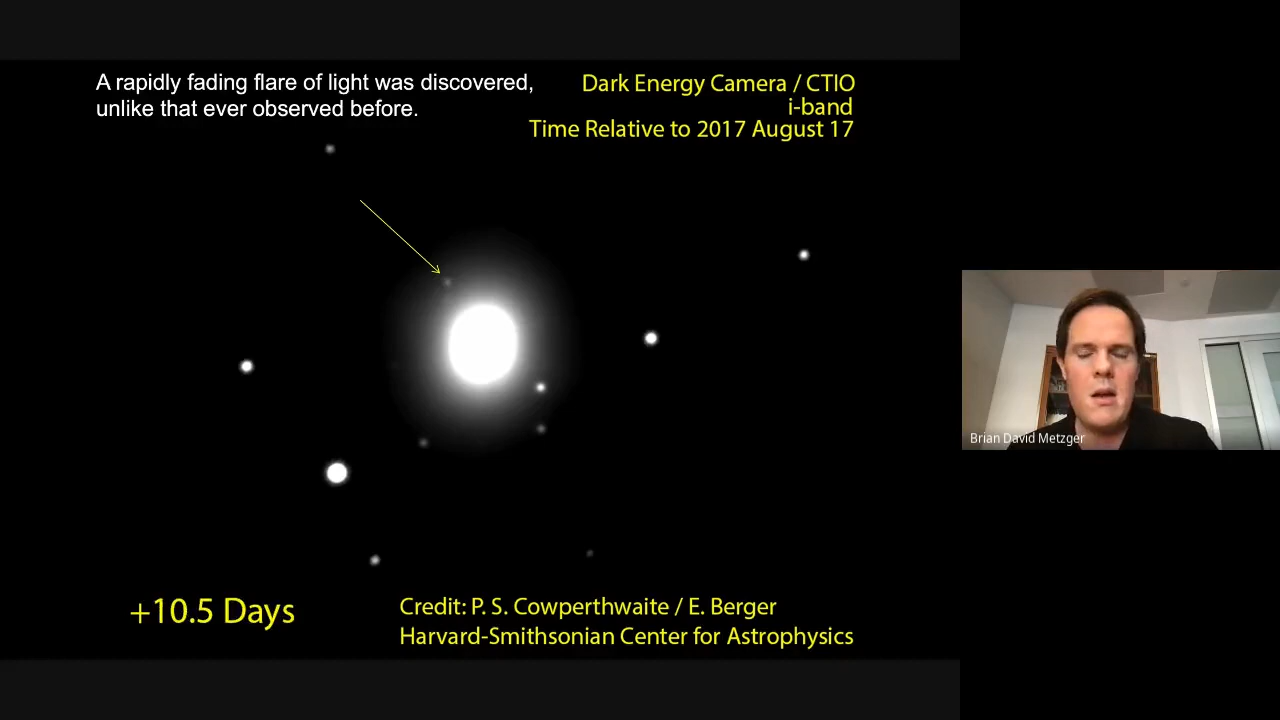 A rapidly fading flare of light was discovered,
unlike that ever observed before.
Dark Energy Camera / CTIO
i-band
Time Relative to 2017 August 17
Brian David Metzger
+10.5 Days
Credit: P. S. Cowperthwaite / E. Berger
Harvard-Smithsonian Center for Astrophysics